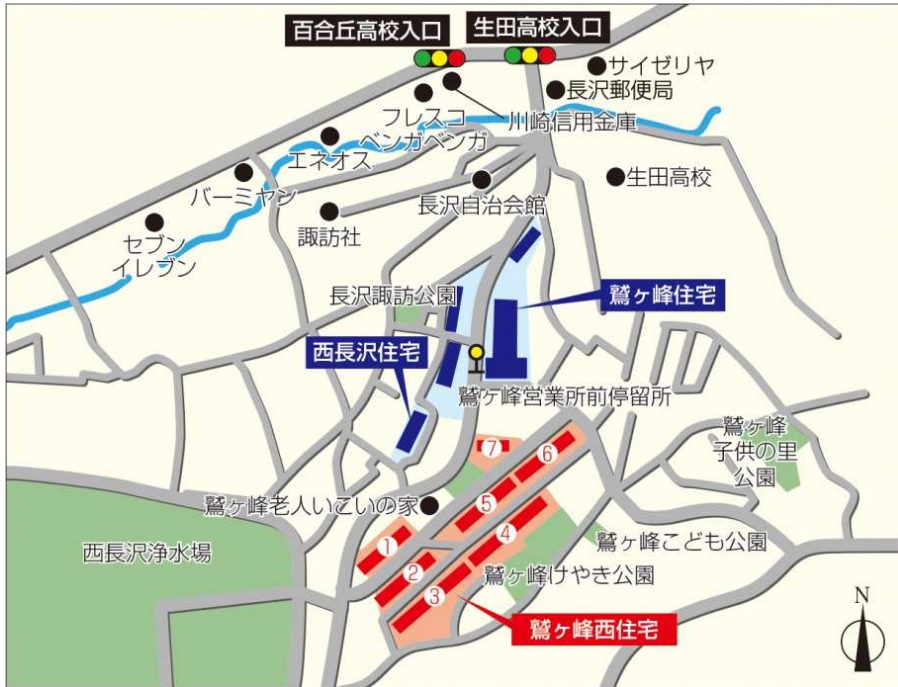 百合丘高校入口
生田高校入口
サイゼリヤ
長沢郵便局
フレスコ
ベンガベンガ
川崎信用金庫
エネオス
バーミヤン
生田高校
長沢自治会館
諏訪社
セブン
イレブン
長沢諏訪公園
鷲ヶ峰住宅
西長沢住宅
鷲ヶ峰営業所前停留所
鷲ヶ峰
子供の里
公園
⑦
⑥
⑤
④
鷲ヶ峰老人いこいの家
①
②
③
西長沢浄水場
鷲ヶ峰こども公園
鷲ヶ峰けやき公園
鷲ヶ峰西住宅
N